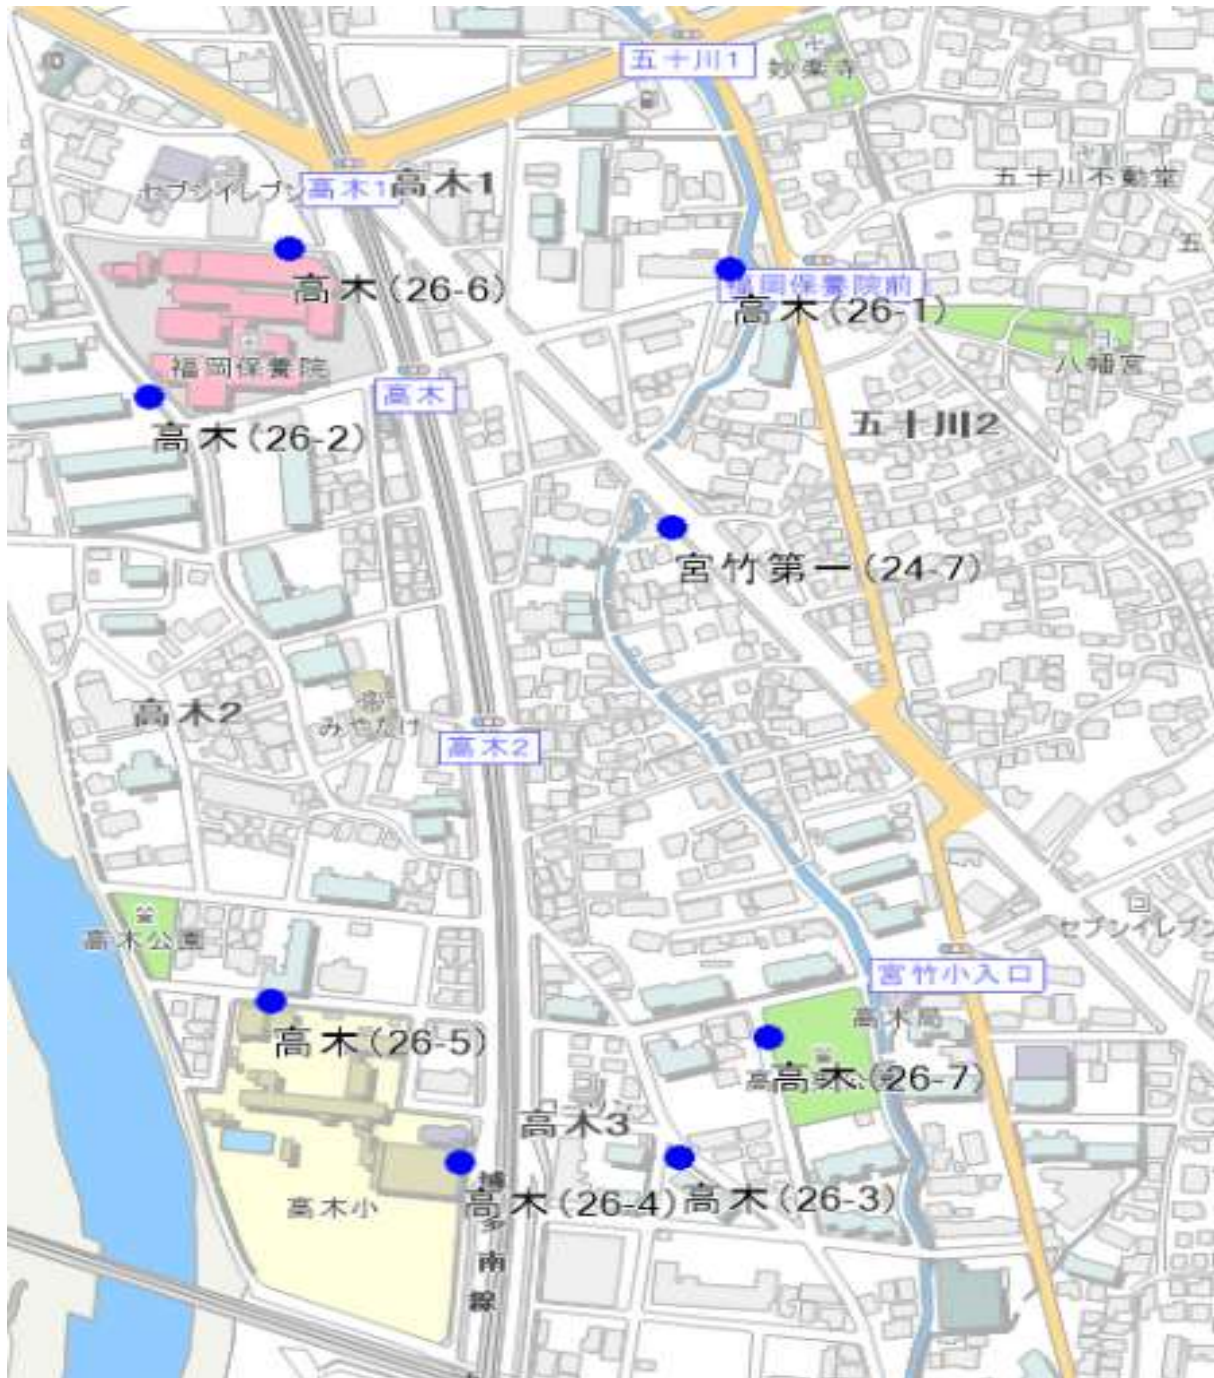 五十川1
妙楽寺
五十川不動堂
五
セブンイレブン
高木1
高木1
高木(26-6)
福岡保養院前
高木(26-1)
福岡保養院
八幡宮
高木
五十川2
高木(26-2)
宮竹第一(24-7)
高木2
みやたけ
高木2
セブンイレブン
高木公園
宮竹小入口
高木局
高木(26-5)
高木(26-7)
高木3
高木小
高木(26-4)
高木(26-3)
博多南線